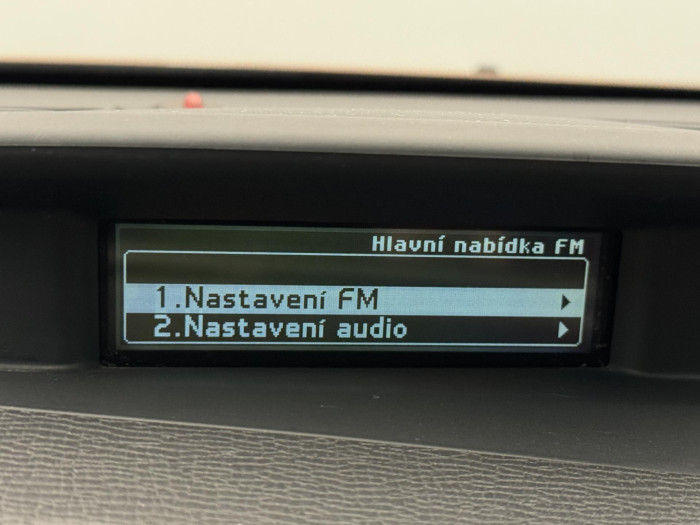 Hlavní nabídka FM
1.Nastavení FM
2.Nastavení audio